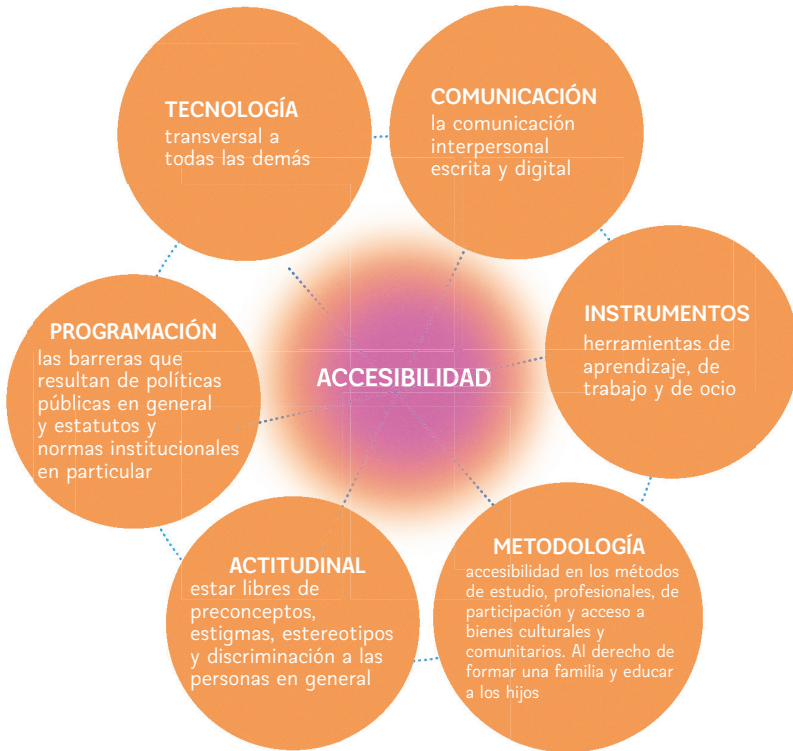 TECNOLOGÍA
transversal a
todas las demás
COMUNICACIÓN
la comunicación
interpersonal
escrita y digital
INSTRUMENTOS
herramientas de
aprendizaje, de
trabajo y de ocio
PROGRAMACIÓN
las barreras que
resultan de políticas
públicas en general
y estatutos y
normas institucionales
en particular
ACCESIBILIDAD
ACTITUDINAL
estar libres de
preconceptos,
estigmas, estereotipos
y discriminación a las
personas en general
METODOLOGÍA
accesibilidad en los métodos
de estudio, profesionales, de
participación y acceso a
bienes culturales y
comunitarios. Al derecho de
formar una familia y educar
a los hijos